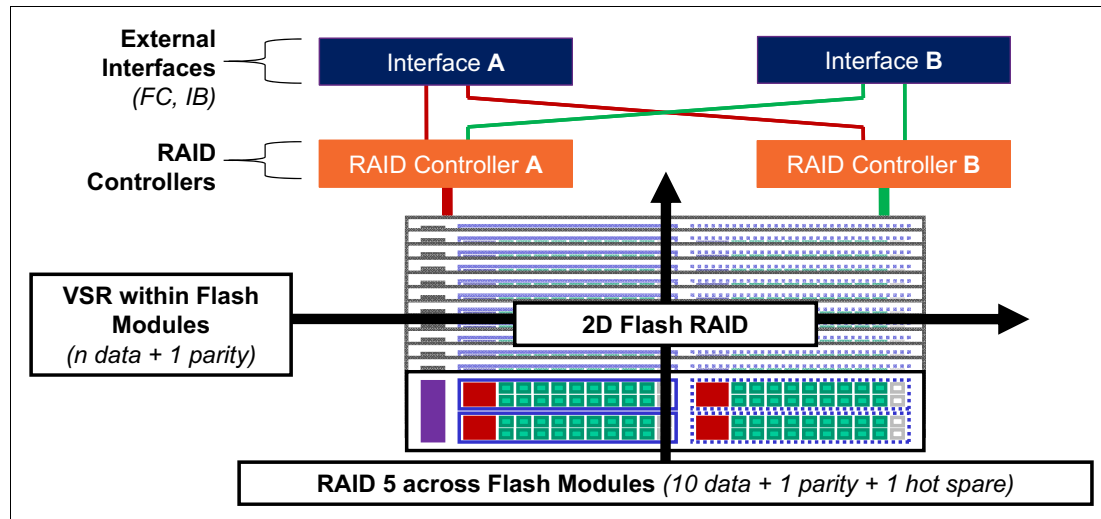 External
Interfaces
(FC, IB)
Interface A
Interface B
RAID
Controllers
RAID Controller A
RAID Controller B
VSR within Flash
Modules
(n data + 1 parity)
2D Flash RAID
RAID 5 across Flash Modules (10 data + 1 parity + 1 hot spare)